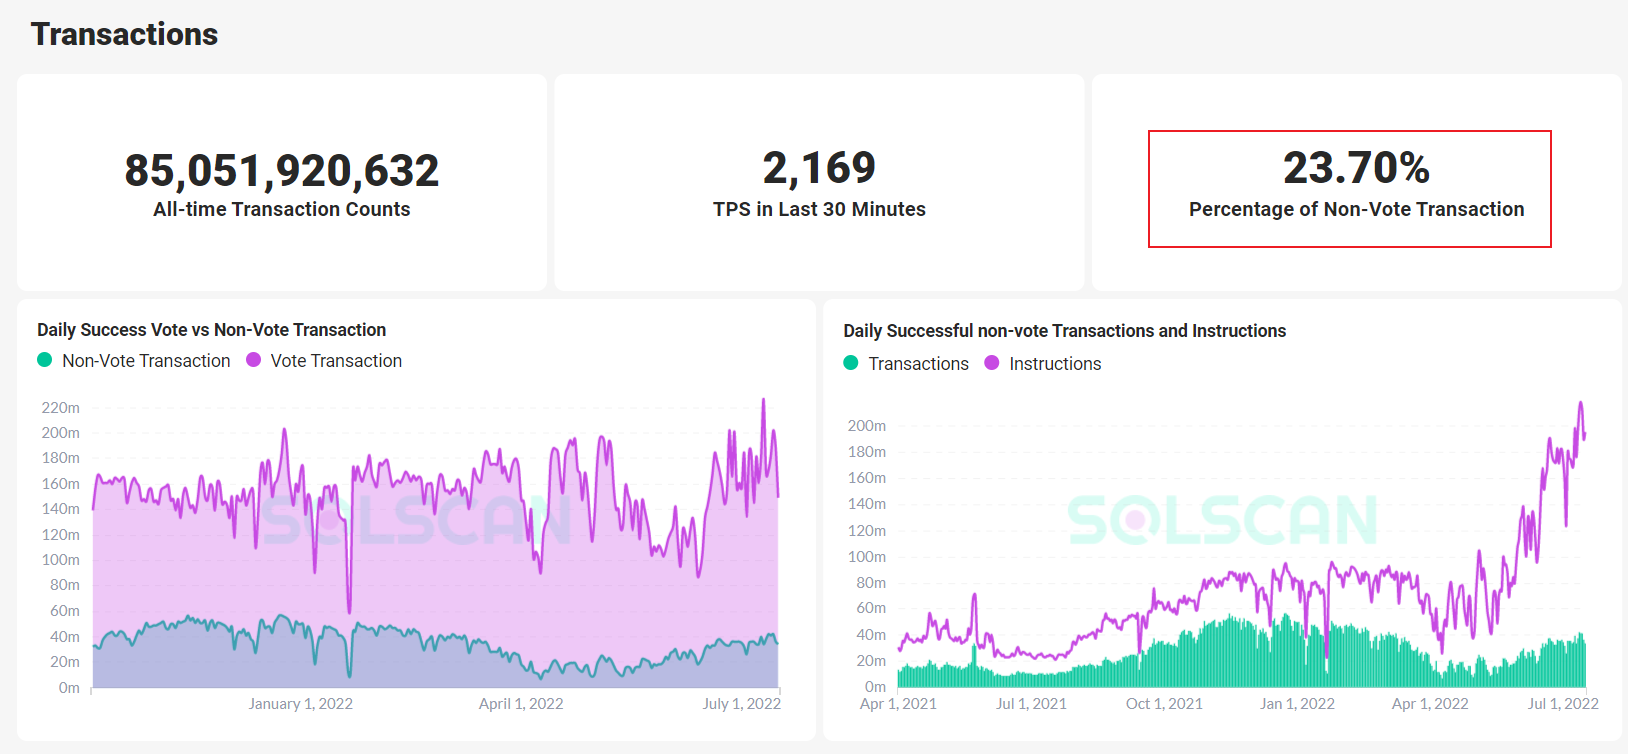 Transactions
85,051,920,632
All-time Transaction Counts
2,169
TPS in Last 30 Minutes
23.70%
Percentage of Non-Vote Transaction
Daily Success Vote vs Non-Vote Transaction
Non-Vote Transaction Vote Transaction
220m
200m
180m
160m
140m
120m
100m
80m
60m
40m
20m
0m
SOLSCAN
January 1, 2022 April 1, 2022 July 1, 2022
Daily Successful non-vote Transactions and Instructions
Transactions Instructions
200m
180m
160m
140m
120m
100m
80m
60m
40m
20m
0m
SOLSCAN
Apr 1, 2021 Jul 1, 2021 Oct 1, 2021 Jan 1, 2022 Apr 1, 2022 Jul 1, 2022